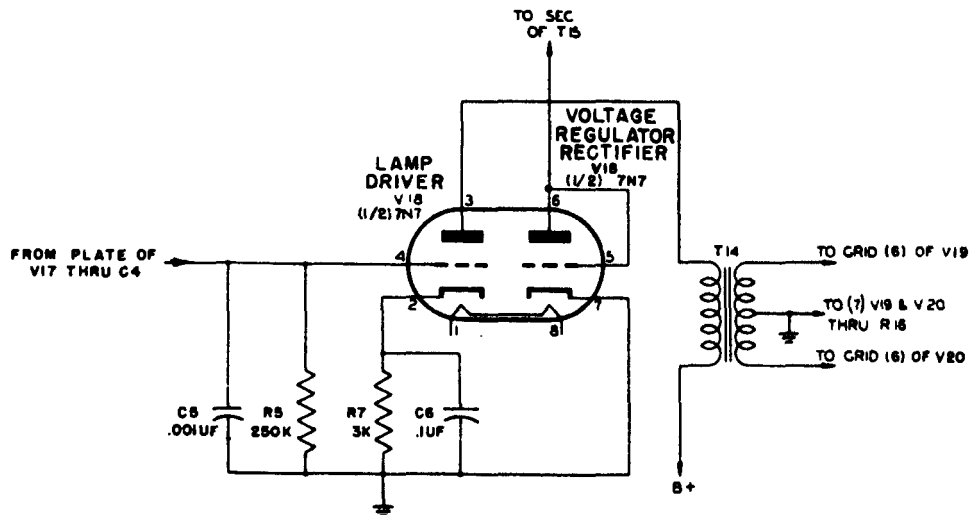 TO SEC
OF T15
VOLTAGE
REGULATOR
RECTIFIER
V18
(1/2) 7N7
LAMP
DRIVER
V18
(1/2) 7N7
3
6
FROM PLATE OF
V17 THRU C4
4
5
2
7
1
8
T14
TO GRID (6) OF V19
TO (7) V19 & V20
THRU R16
TO GRID (6) OF V20
C5
.001UF
R5
250K
R7
3K
C6
.1UF
B+